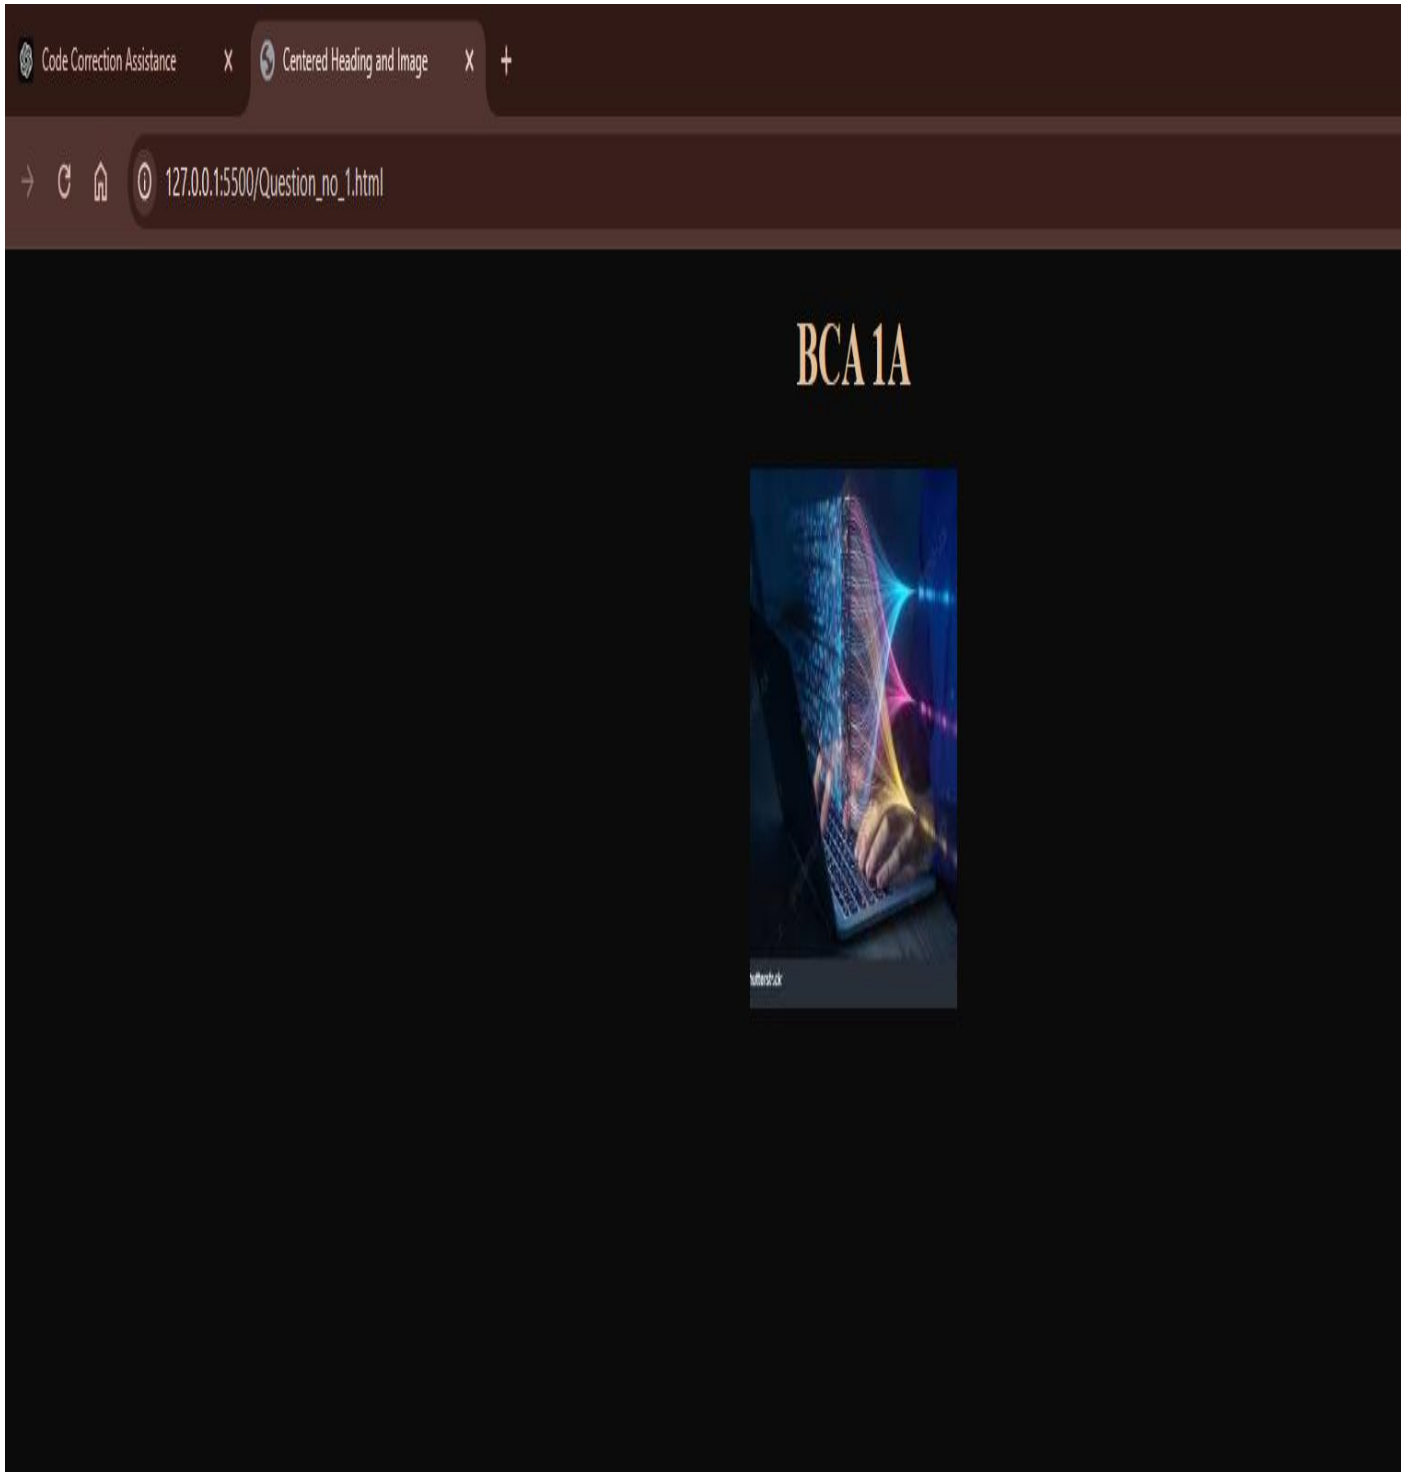 Code Correction Assistance
Centered Heading and Image
127.0.0.1:5500/Question_no_1.html
BCA 1A